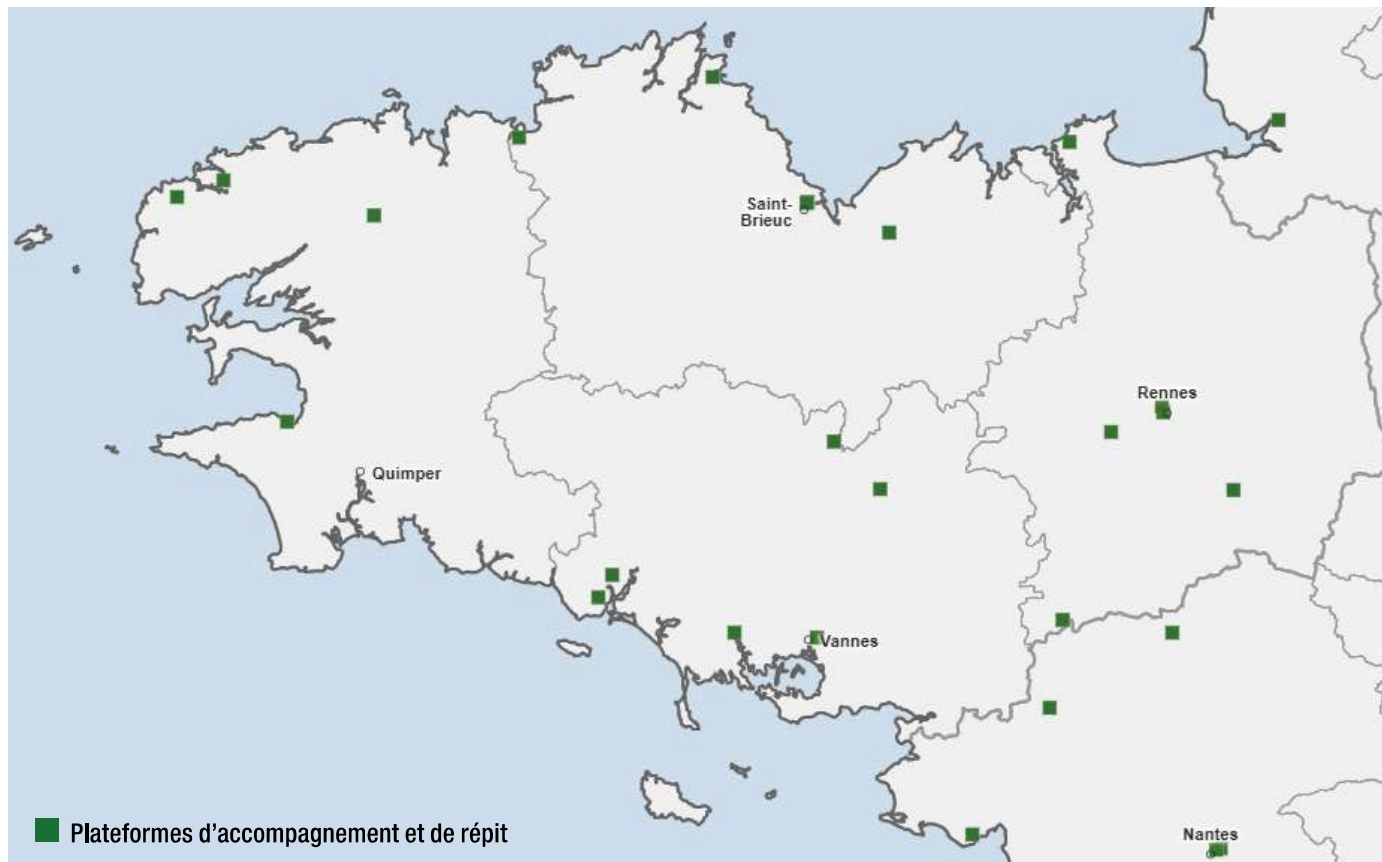 Saint-
Brieuc
Rennes
Quimper
Vannes
Nantes
Plateformes d'accompagnement et de répit